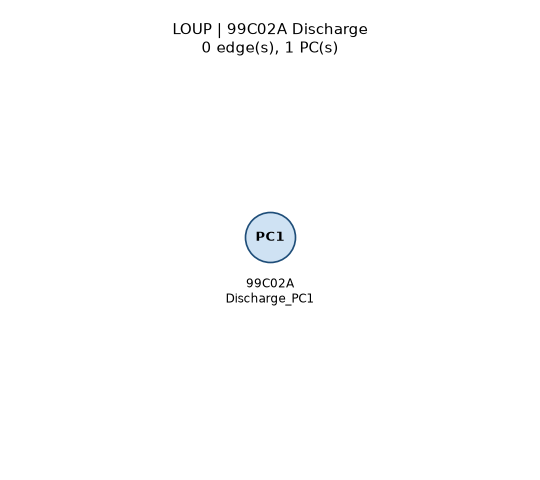 LOUP | 99C02A Discharge
0 edge(s), 1 PC(s)
PC1
99C02A
Discharge_PC1